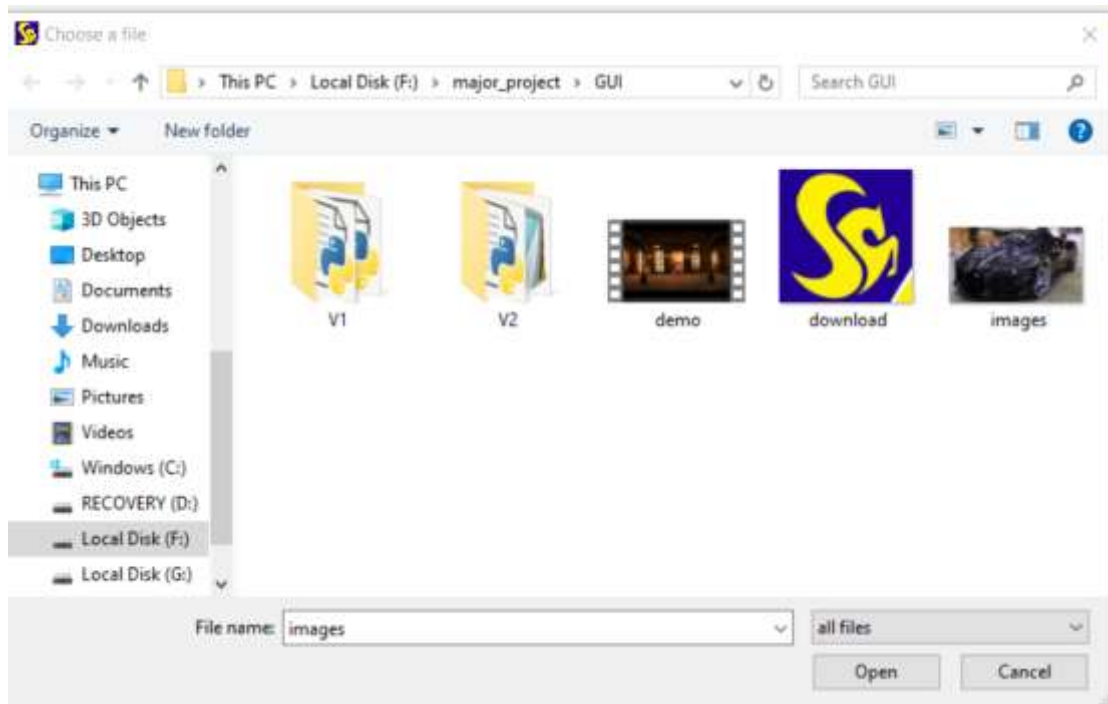 Choose a file
This PC > Local Disk (F:) > major_project > GUI
Search GUI
Organize
New folder
This PC
3D Objects
Desktop
Documents
Downloads
Music
Pictures
Videos
Windows (C:)
RECOVERY (D:)
Local Disk (F:)
Local Disk (G:)
V1
V2
demo
download
images
File name: images
all files
Open
Cancel